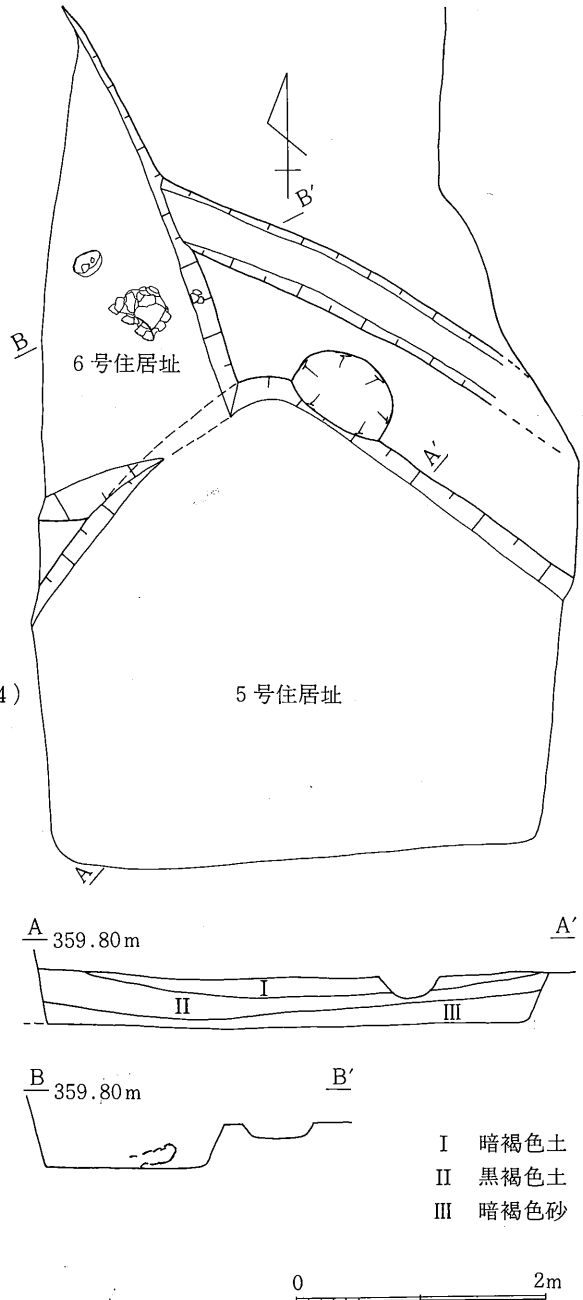 B'
B
6号住居址
A'
4)
5号住居址
A
A 359.80m A'
I
II
III
B 359.80m B'
I 暗褐色土
II 黒褐色土
III 暗褐色砂
0 2m